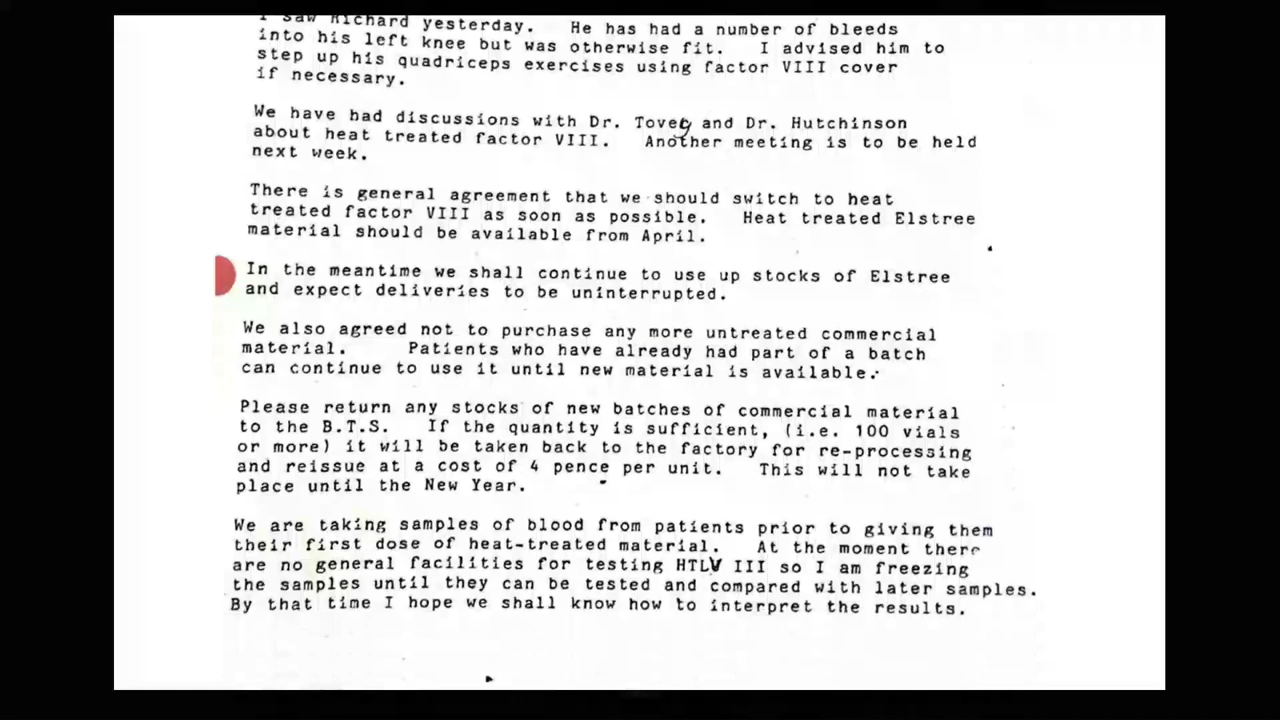 I saw Richard yesterday. He has had a number of bleeds
into his left knee but was otherwise fit. I advised him to
step up his quadriceps exercises using factor VIII cover
if necessary.
We have had discussions with Dr. Tovey and Dr. Hutchinson
about heat treated factor VIII. Another meeting is to be held
next week.
There is general agreement that we should switch to heat
treated factor VIII as soon as possible. Heat treated Elstree
material should be available from April.
In the meantime we shall continue to use up stocks of Elstree
and expect deliveries to be uninterrupted.
We also agreed not to purchase any more untreated commercial
material. Patients who have already had part of a batch
can continue to use it until new material is available.
Please return any stocks of new batches of commercial material
to the B.T.S. If the quantity is sufficient, (i.e. 100 vials
or more) it will be taken back to the factory for re-processing
and reissue at a cost of 4 pence per unit. This will not take
place until the New Year.
We are taking samples of blood from patients prior to giving them
their first dose of heat-treated material. At the moment there
are no general facilities for testing HTLV III so I am freezing
the samples until they can be tested and compared with later samples.
By that time I hope we shall know how to interpret the results.